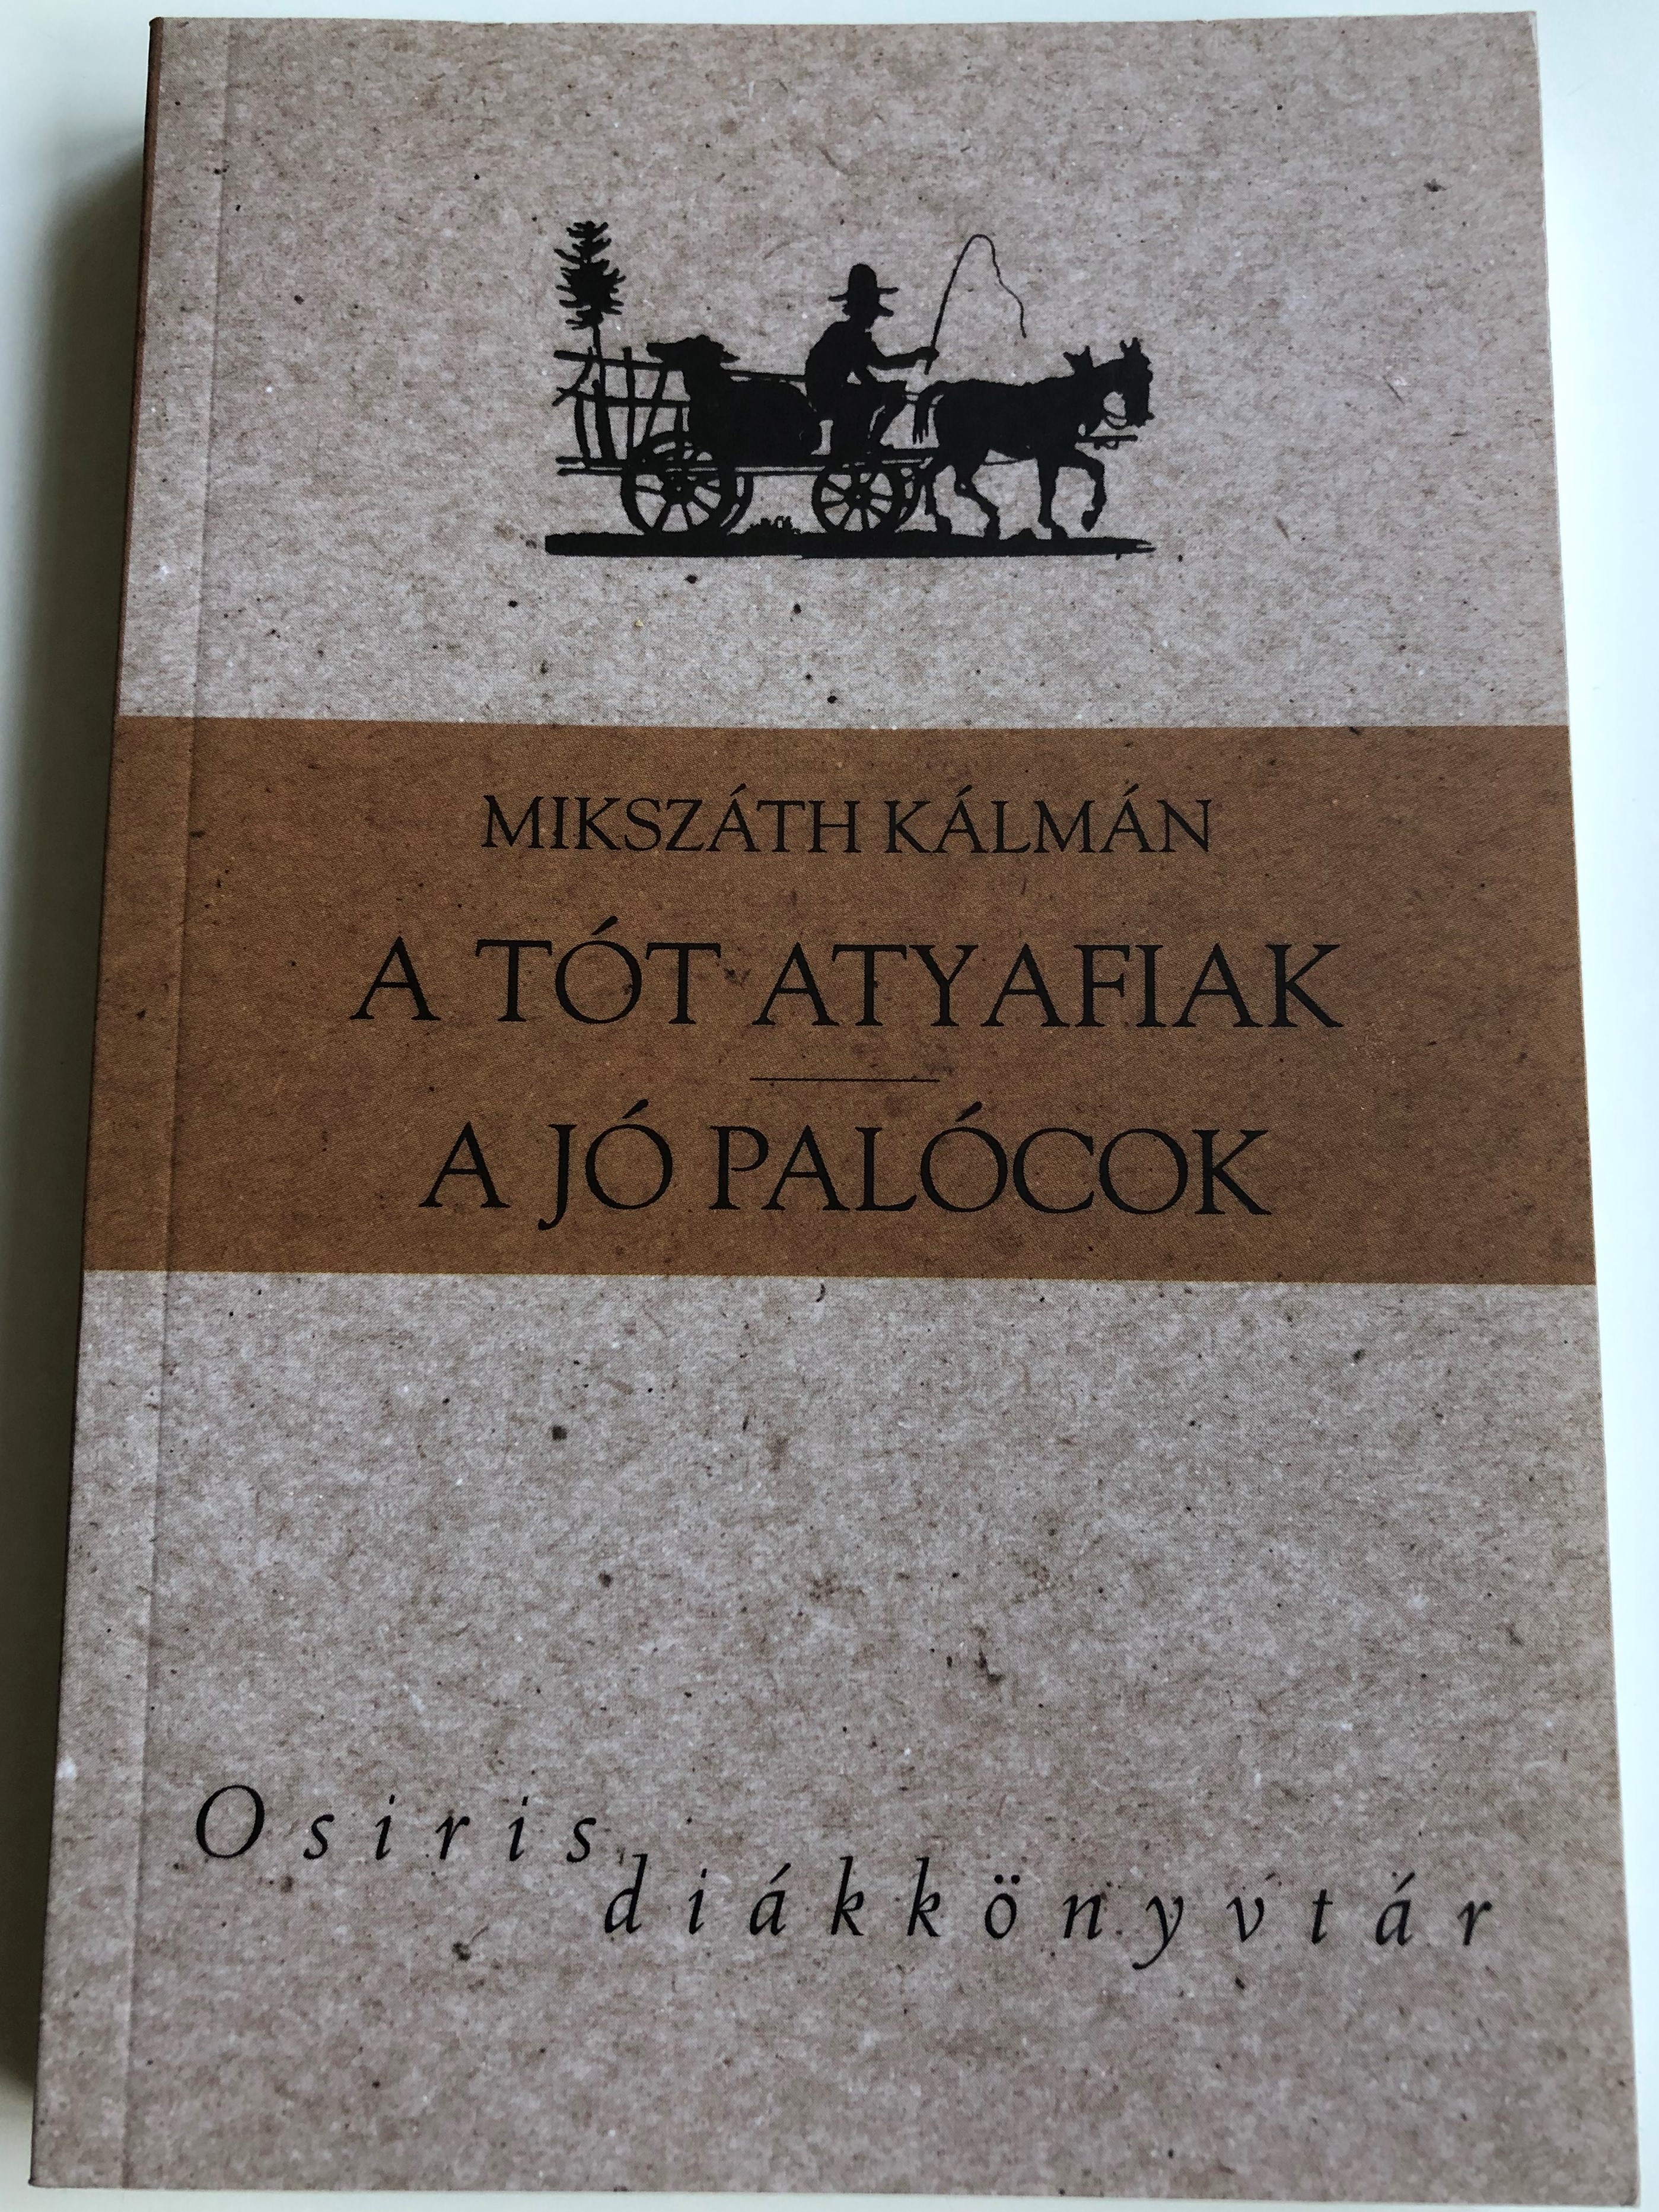 MIKSZÁTH KÁLMÁN
A TÓT ATYAFIAK
A JÓ PALÓCOK
Osiris
diákkönyvtár